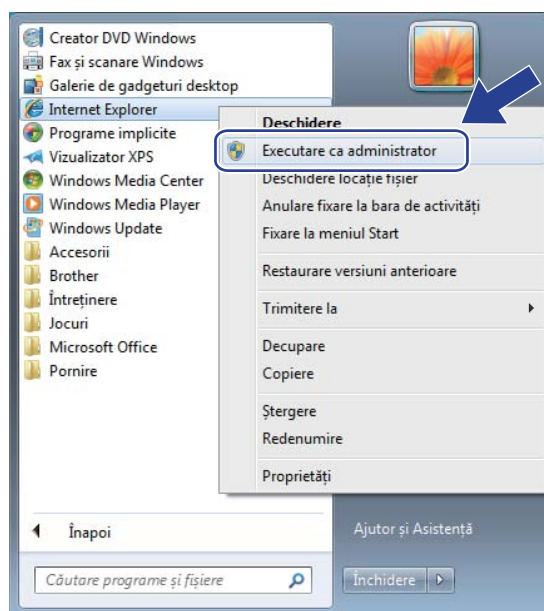 Creator DVD Windows
Fax și scanare Windows
Galerie de gadgeturi desktop
Internet Explorer
Programe implicite
Vizualizator XPS
Windows Media Center
Windows Media Player
Windows Update
Accesorii
Brother
Întreținere
Jocuri
Microsoft Office
Pornire
Înapoi
Căutare programe și fișiere
Deschidere
Executare ca administrator
Deschidere locație fișier
Anulare fixare la bara de activități
Fixare la meniul Start
Restaurare versiuni anterioare
Trimitere la
Decupare
Copiere
Ștergere
Redenumire
Proprietăți
Ajutor și Asistență
Închidere